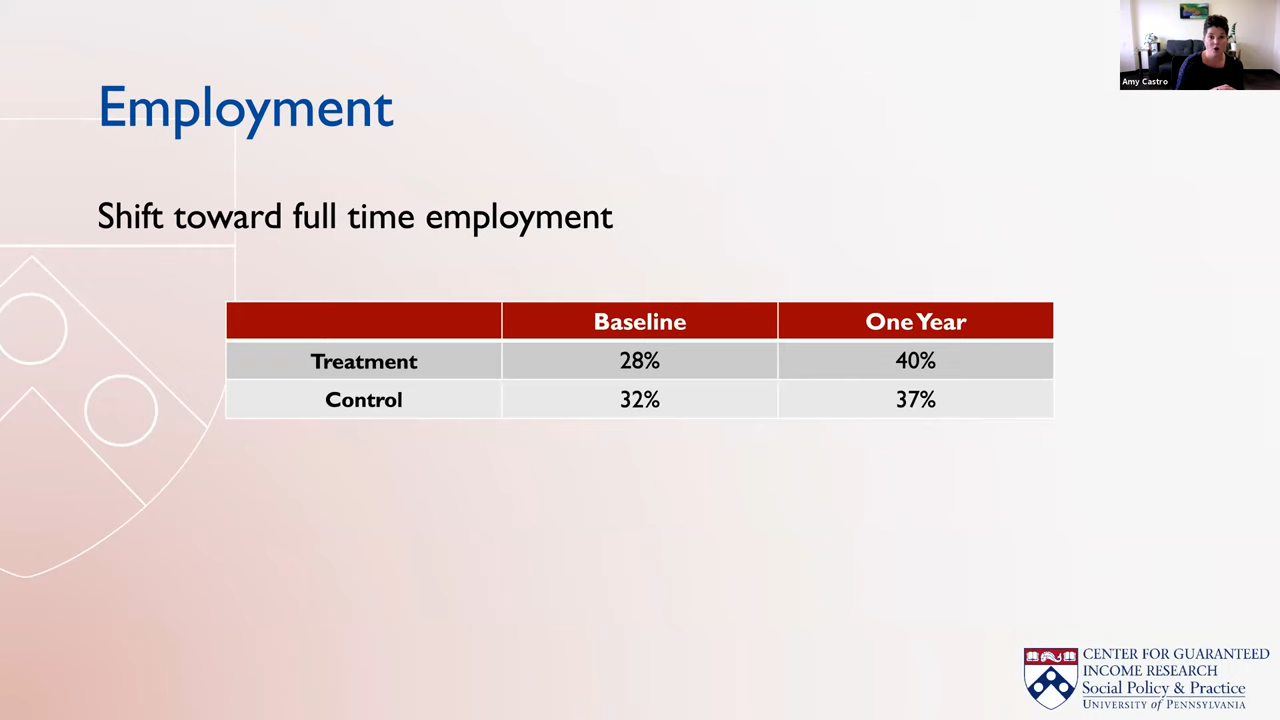 Amy Castro
Employment
Shift toward full time employment
Baseline One Year
Treatment 28% 40%
Control 32% 37%
CENTER FOR GUARANTEED
INCOME RESEARCH
Social Policy & Practice
UNIVERSITY of PENNSYLVANIA